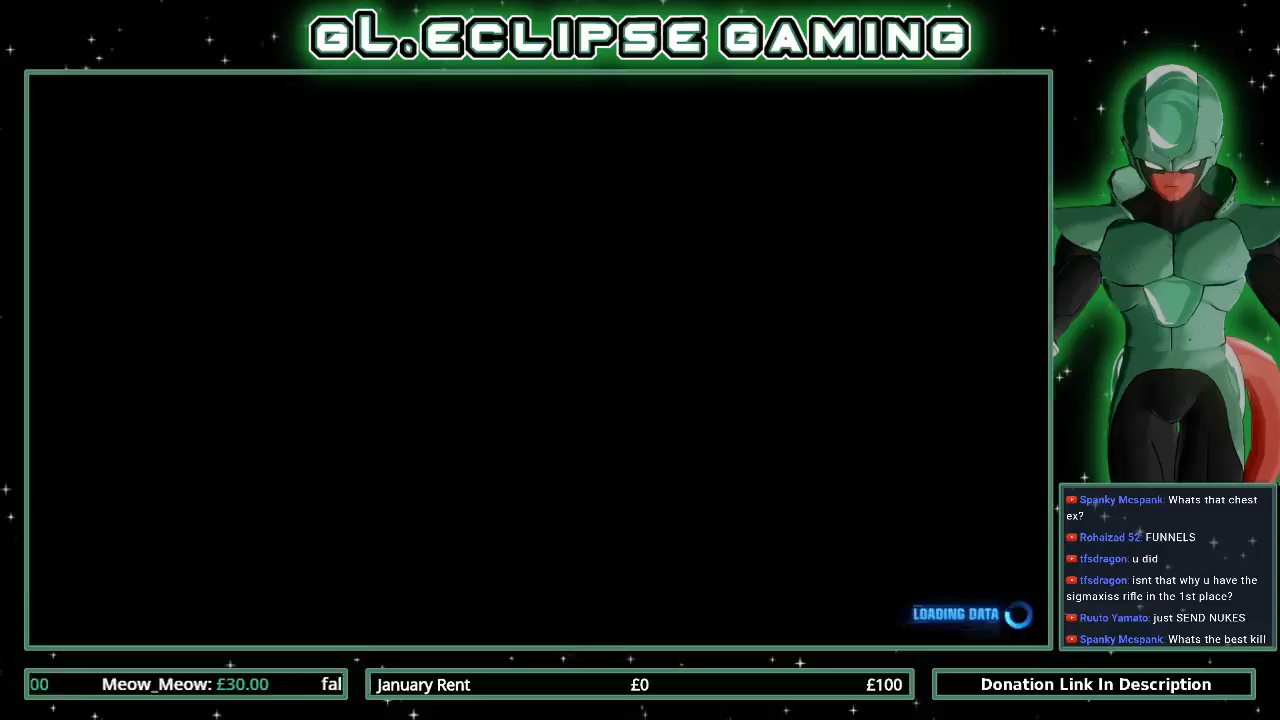 GL.ECLIPSE GAMING
LOADING DATA
Spanky Mcspank: Whats that chest
ex?
Rohaizad 52: FUNNELS
tfsdragon: u did
tfsdragon: isnt that why u have the
sigmaxiss rifle in the 1st place?
Ruuto Yamato: just SEND NUKES
Spanky Mcspank: Whats the best kill
00 Meow_Meow: £30.00 fal
January Rent £0 £100
Donation Link In Description